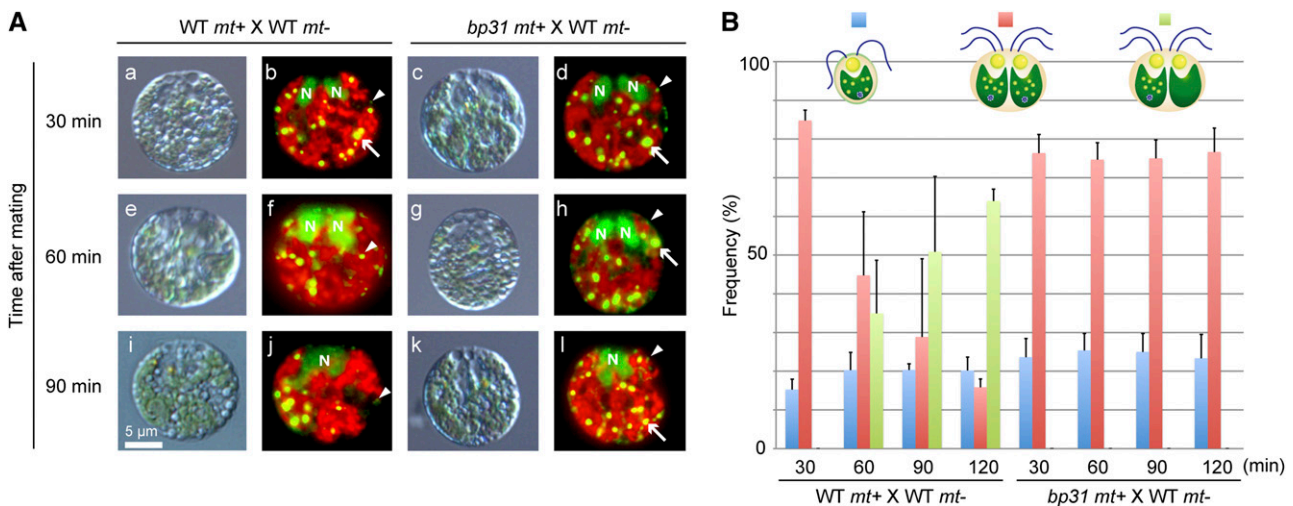 A
WT mt+ X WT mt-
bp31 mt+ X WT mt-
Time after mating
30 min
60 min
90 min
a
b
N
N
c
d
N
N
e
f
N
N
g
h
N
N
i
5 µm
j
N
k
l
N
B
Frequency (%)
100
50
0
30
60
90
120
30
60
90
120
(min)
WT mt+ X WT mt-
bp31 mt+ X WT mt-